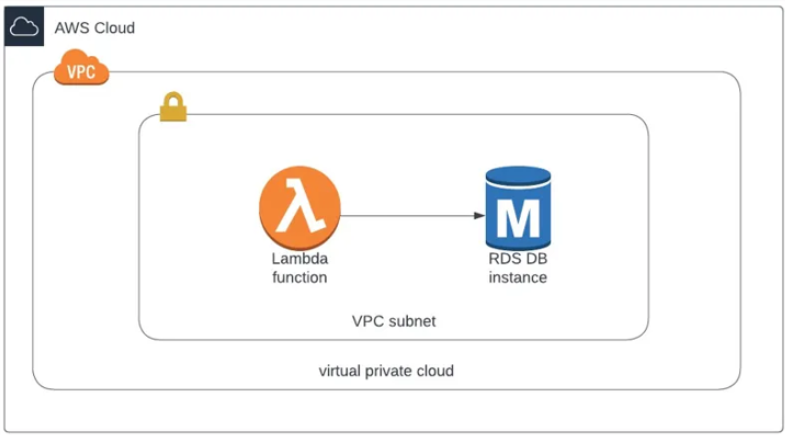 AWS Cloud
VPC
λ
M
Lambda
function
RDS DB
instance
VPC subnet
virtual private cloud